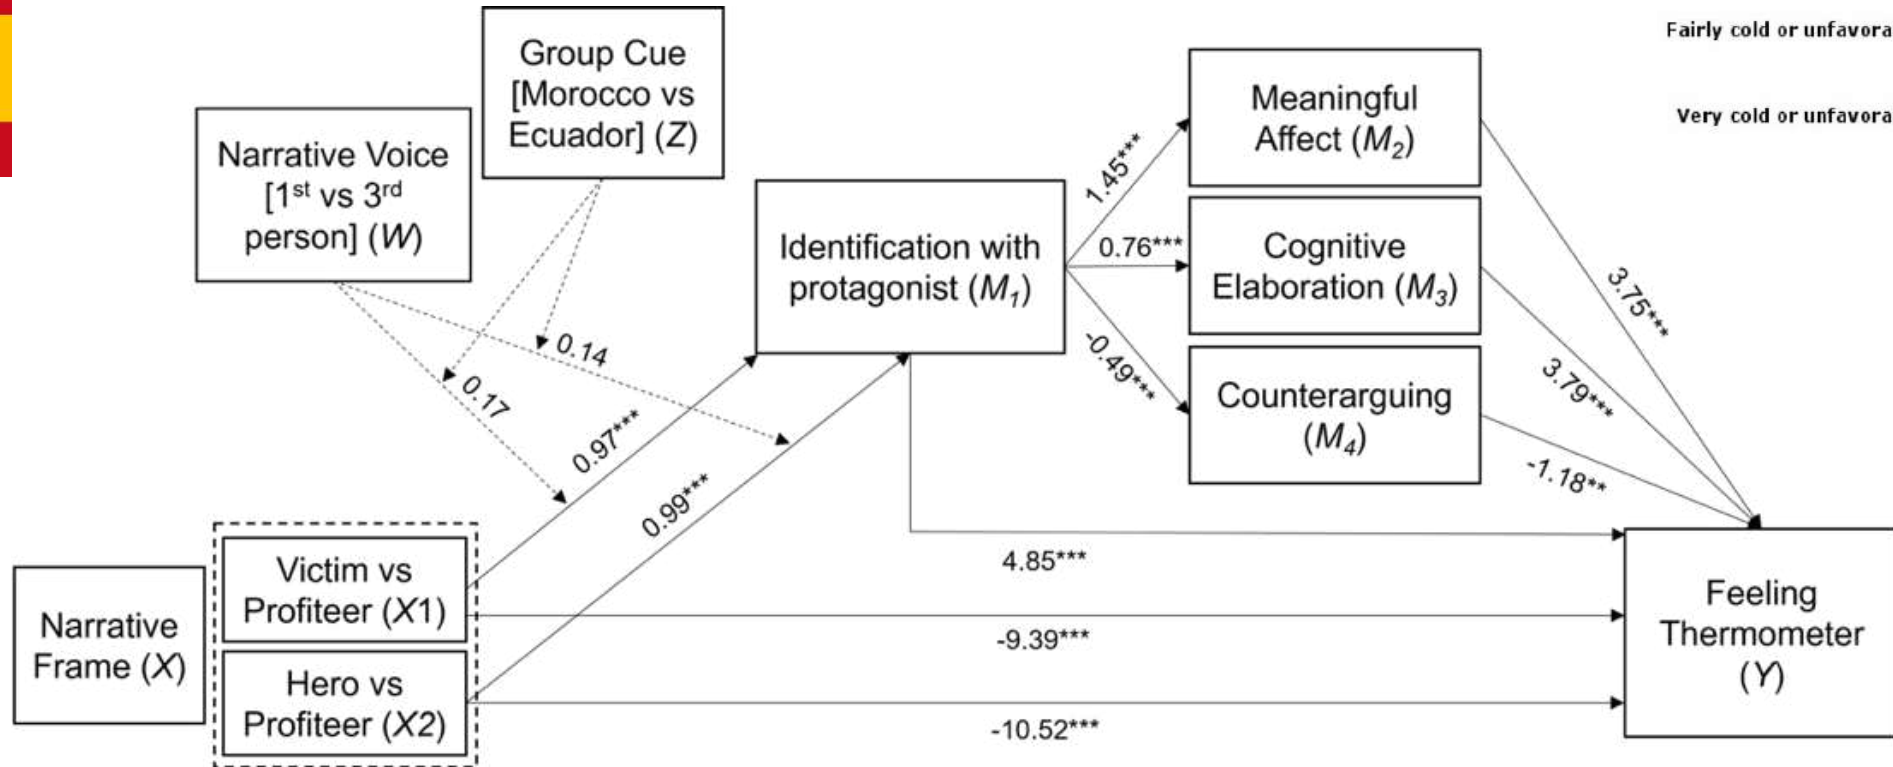 Group Cue
[Morocco vs
Ecuador] (Z)
Narrative Voice
[1st vs 3rd
person] (W)
Identification with
protagonist (M1)
Meaningful
Affect (M2)
Cognitive
Elaboration (M3)
Counterarguing
(M4)
Fairly cold or unfavora
Very cold or unfavora
1.45***
0.76***
-0.49***
3.75***
3.79***
-1.18**
0.14
0.17
0.97***
0.99***
4.85***
-9.39***
-10.52***
Narrative
Frame (X)
Victim vs
Profiteer (X1)
Hero vs
Profiteer (X2)
Feeling
Thermometer
(Y)